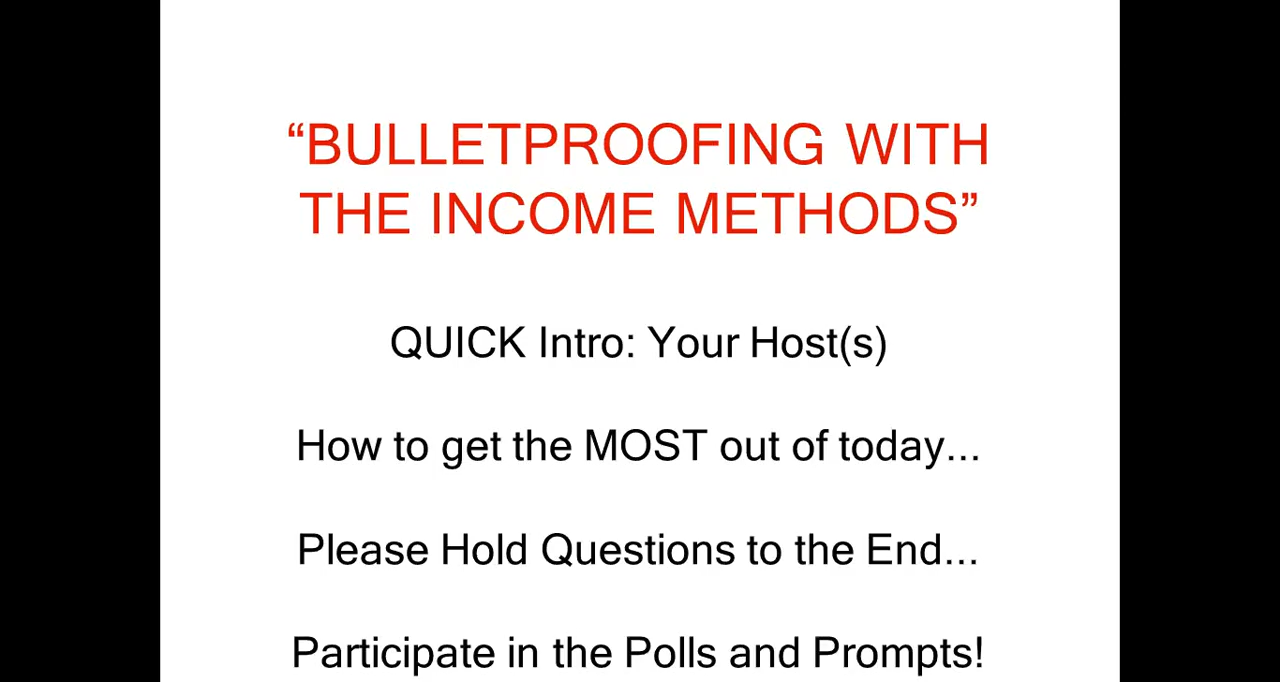 “BULLETPROOFING WITH
THE INCOME METHODS”
QUICK Intro: Your Host(s)
How to get the MOST out of today...
Please Hold Questions to the End...
Participate in the Polls and Prompts!